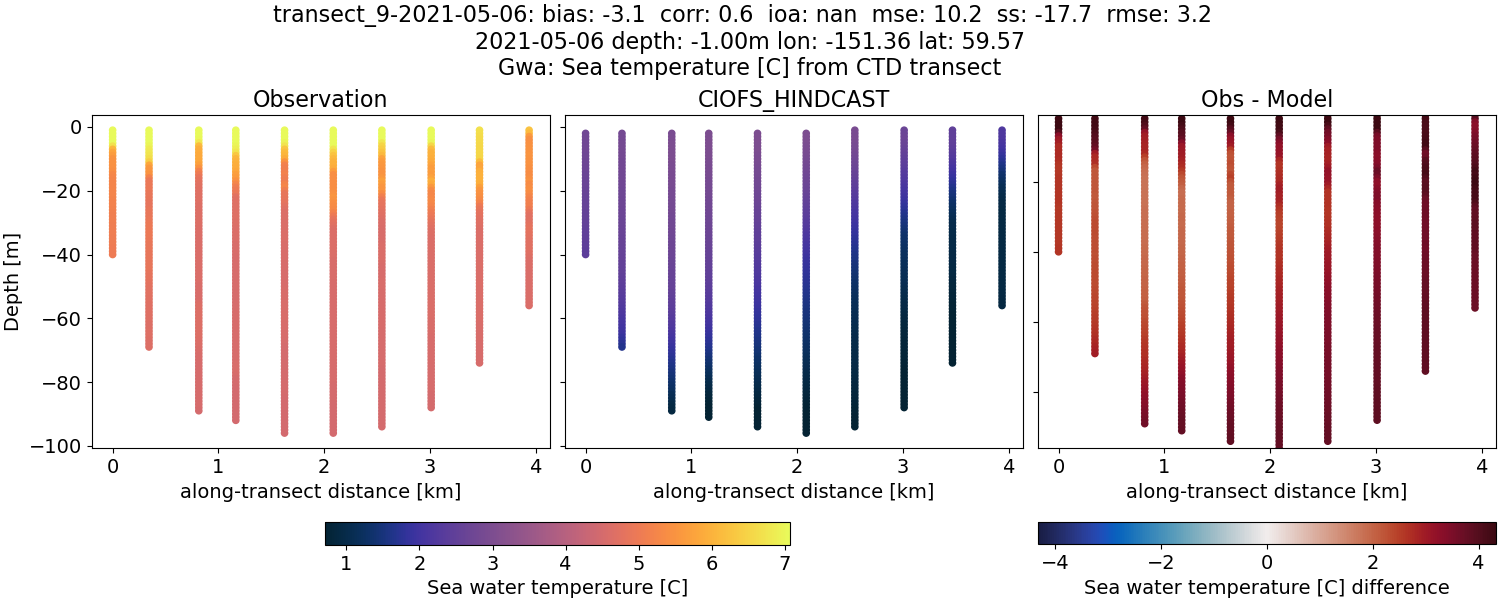 transect_9-2021-05-06: bias: -3.1  corr: 0.6  ioa: nan  mse: 10.2  ss: -17.7  rmse: 3.2
2021-05-06 depth: -1.00m lon: -151.36 lat: 59.57
Gwa: Sea temperature [C] from CTD transect
Observation
CIOFS_HINDCAST
Obs - Model
Depth [m]
0
−20
−40
−60
−80
−100
0 1 2 3 4
0 1 2 3 4
0 1 2 3 4
along-transect distance [km]
along-transect distance [km]
along-transect distance [km]
1 2 3 4 5 6 7
Sea water temperature [C]
−4 −2 0 2 4
Sea water temperature [C] difference